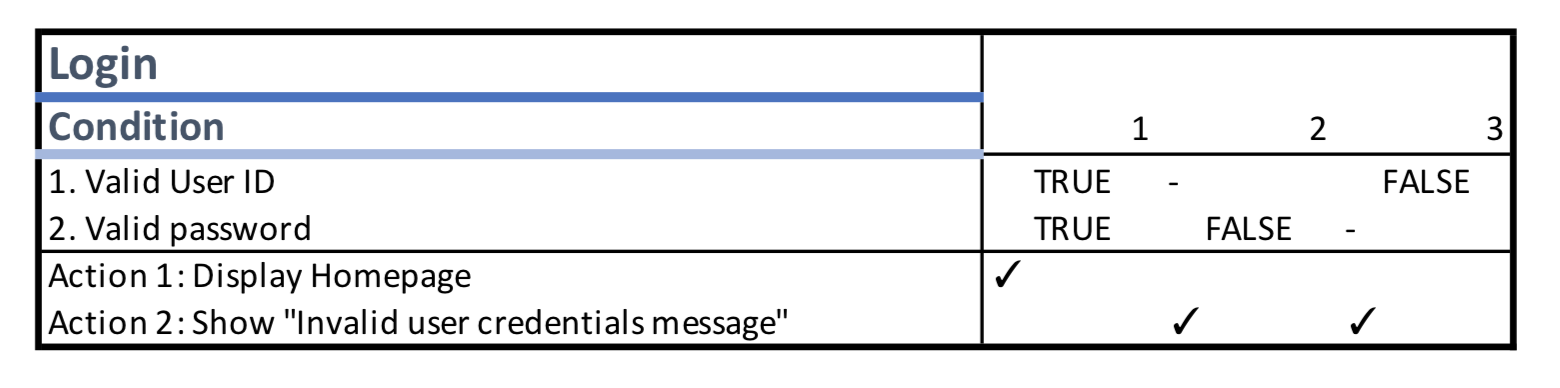 Login
Condition 1 2 3
1. Valid User ID TRUE - FALSE
2. Valid password TRUE FALSE -
Action 1: Display Homepage ✓
Action 2: Show "Invalid user credentials message" ✓ ✓